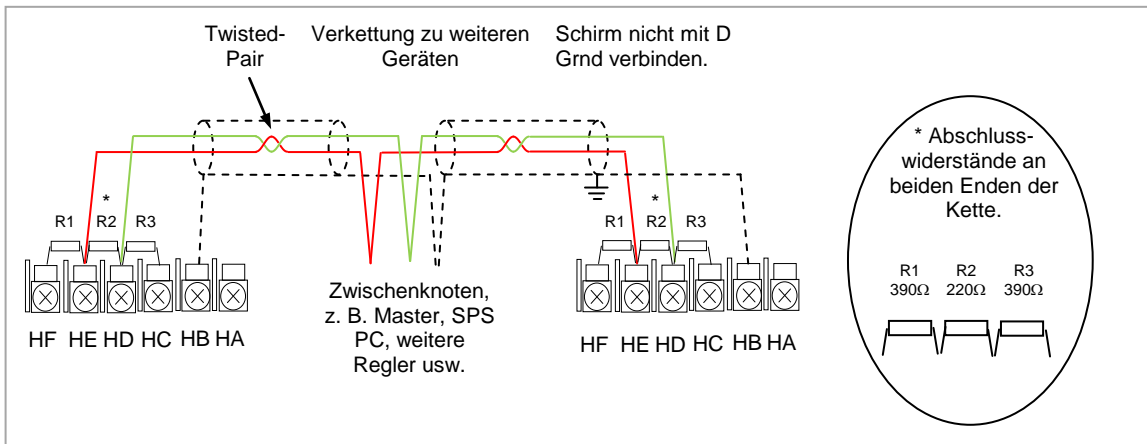 Twisted-
Pair
Verkettung zu weiteren
Geräten
Schirm nicht mit D
Grnd verbinden.
*
R1 R2 R3
HF HE HD HC HB HA
Zwischenknoten,
z. B. Master, SPS
PC, weitere
Regler usw.
*
R1 R2 R3
HF HE HD HC HB HA
* Abschluss-
widerstände an
beiden Enden der
Kette.
R1 R2 R3
390Ω 220Ω 390Ω